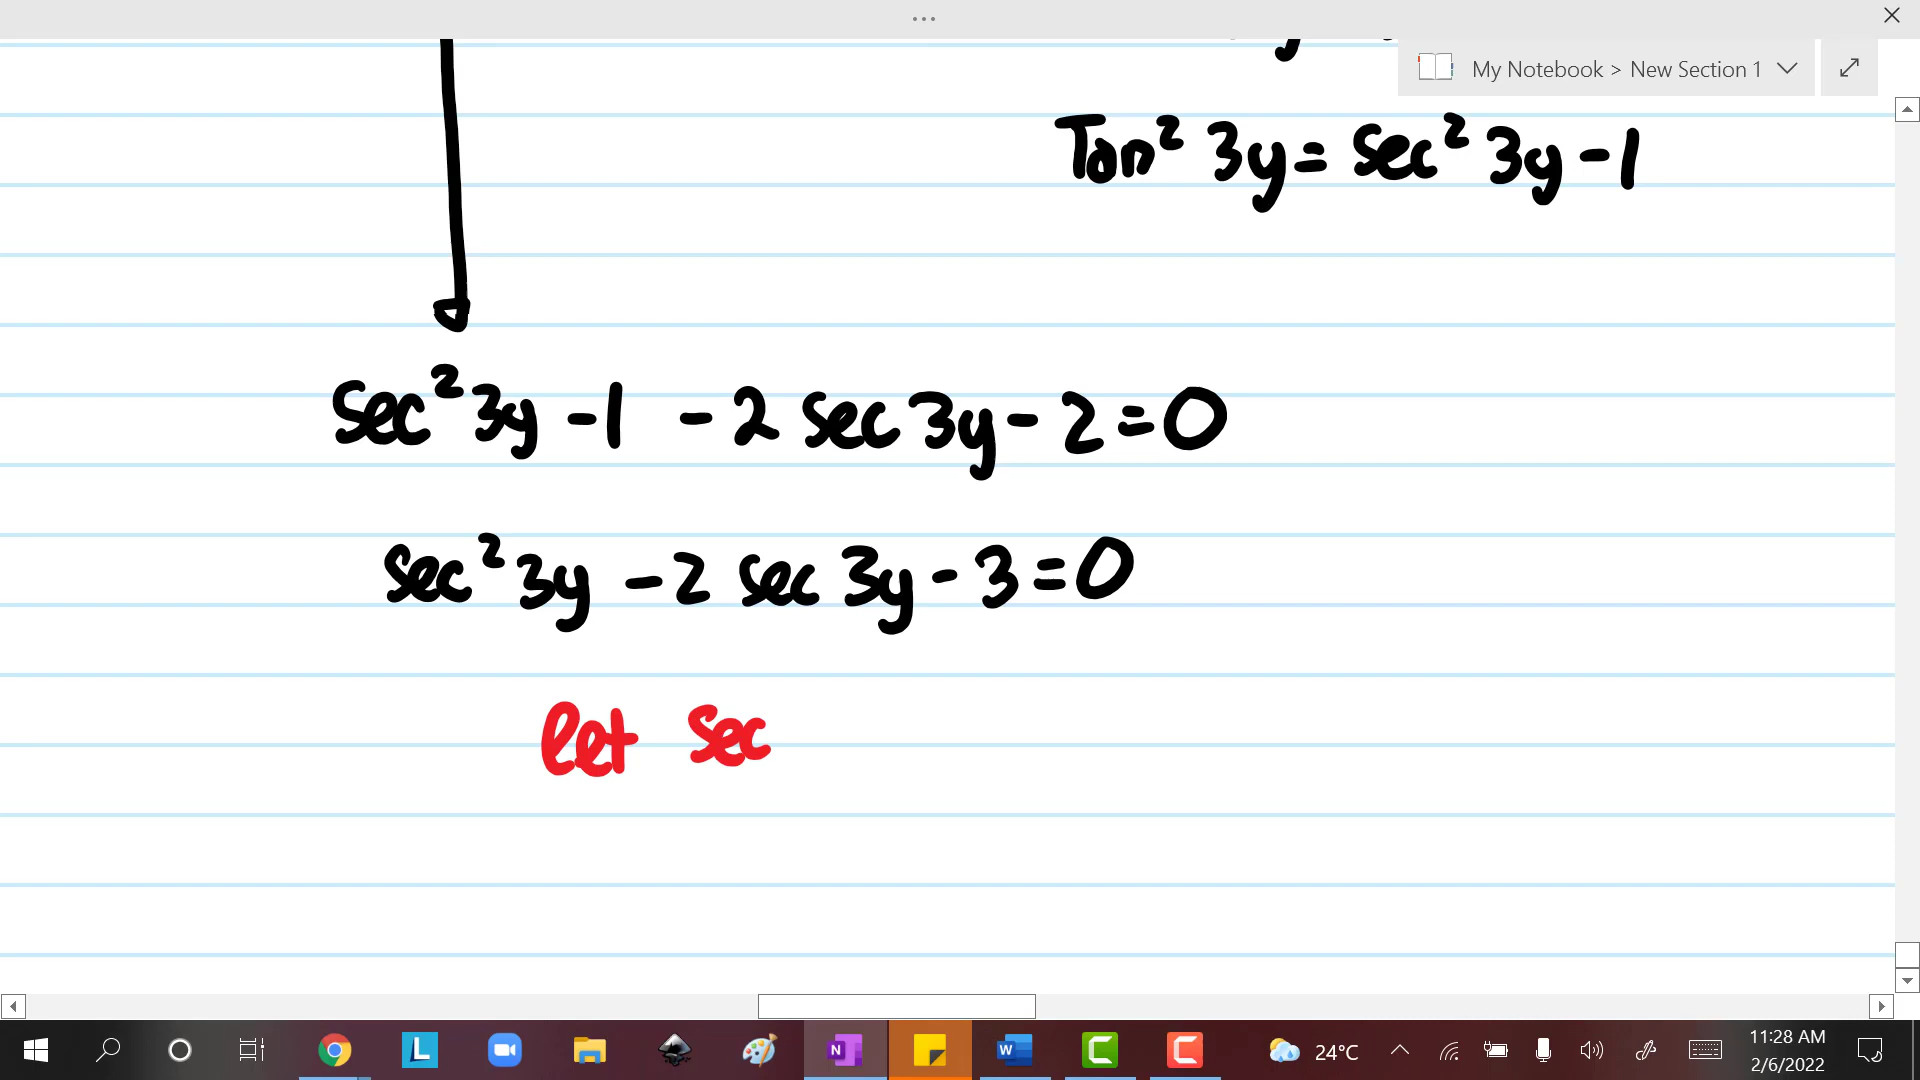 My Notebook > New Section 1
Tan² 3y = sec² 3y - 1
sec² 3y - 1 - 2 sec 3y - 2 = 0
sec² 3y - 2 sec 3y - 3 = 0
let sec
24°C
11:28 AM
2/6/2022